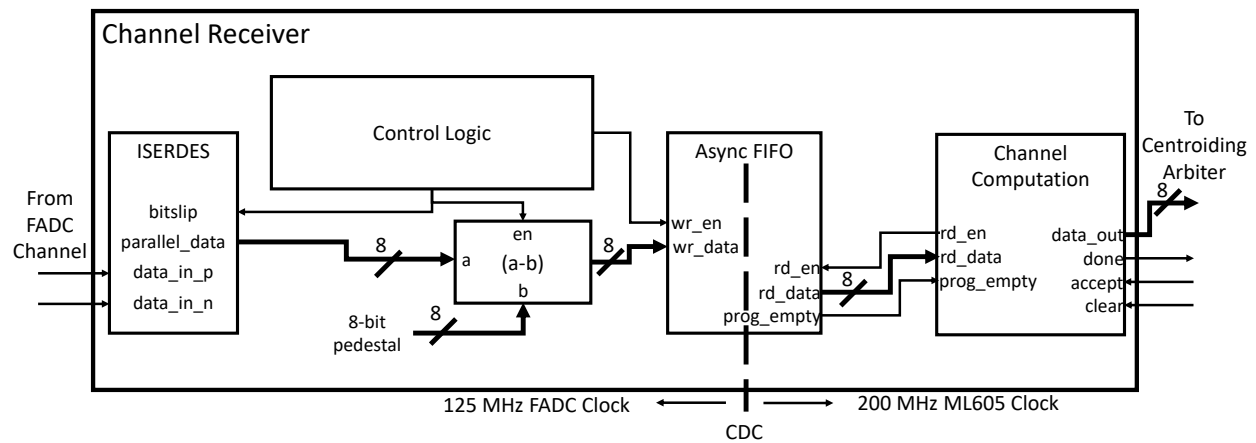 Channel Receiver
Control Logic
ISERDES
bitslip
parallel_data
data_in_p
data_in_n
From
FADC
Channel
8
a
en
(a-b)
b
8
8-bit
pedestal
8
Async FIFO
wr_en
wr_data
rd_en
rd_data
prog_empty
8
Channel
Computation
rd_en
rd_data
prog_empty
data_out
done
accept
clear
To
Centroiding
Arbiter
8
125 MHz FADC Clock
200 MHz ML605 Clock
CDC